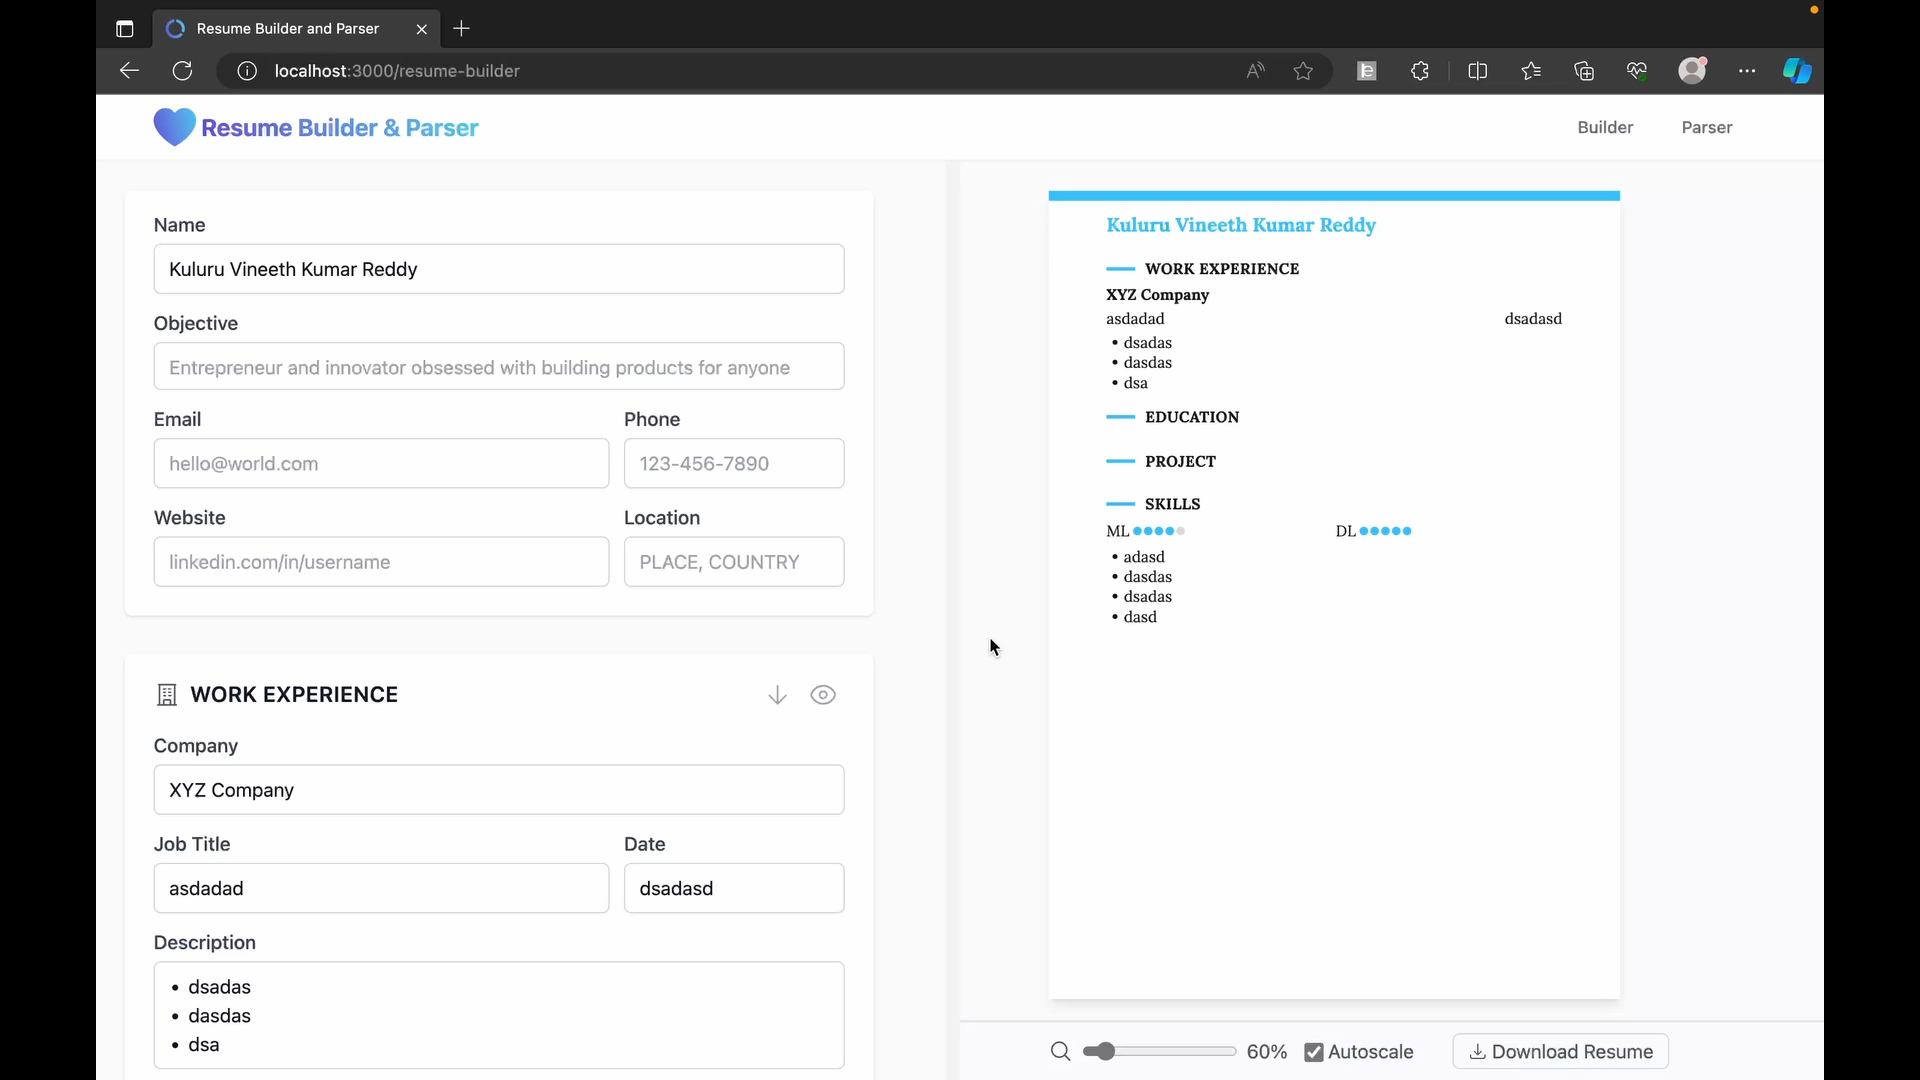 Resume Builder and Parser
localhost:3000/resume-builder
Resume Builder & Parser
Builder
Parser
Name
Kuluru Vineeth Kumar Reddy
Objective
Entrepreneur and innovator obsessed with building products for anyone
Email
Phone
hello@world.com
123-456-7890
Website
Location
linkedin.com/in/username
PLACE, COUNTRY
WORK EXPERIENCE
Company
XYZ Company
Job Title
Date
asdadad
dsadasd
Description
• dsadas
• dasdas
• dsa
Kuluru Vineeth Kumar Reddy
WORK EXPERIENCE
XYZ Company
asdadad dsadasd
• dsadas
• dasdas
• dsa
EDUCATION
PROJECT
SKILLS
ML DL
• adasd
• dasdas
• dsadas
• dasd
60%
Autoscale
Download Resume